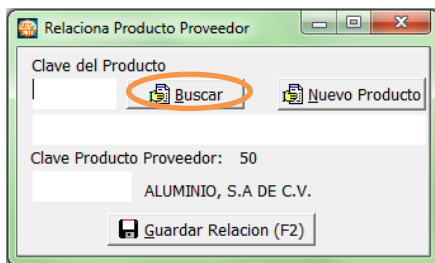 Relaciona Producto Proveedor
Clave del Producto
Buscar
Nuevo Producto
Clave Producto Proveedor: 50
ALUMINIO, S.A DE C.V.
Guardar Relacion (F2)